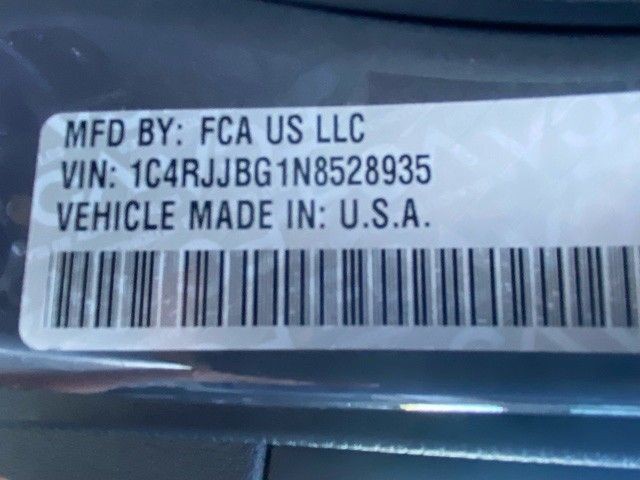 MFD BY: FCA US LLC
VIN: 1C4RJJBG1N8528935
VEHICLE MADE IN: U.S.A.